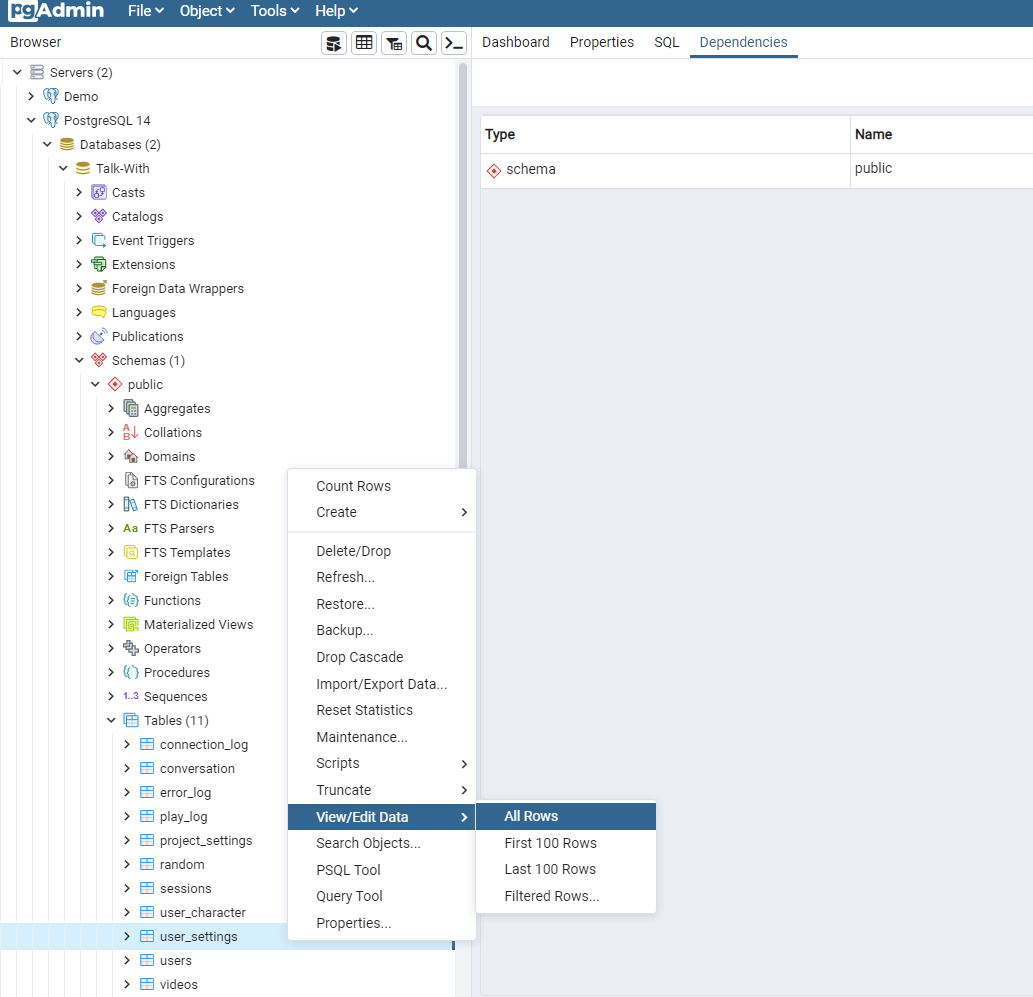 pgAdmin File Object Tools Help
Browser
Dashboard Properties SQL Dependencies
Servers (2)
Demo
PostgreSQL 14
Databases (2)
Talk-With
Casts
Catalogs
Event Triggers
Extensions
Foreign Data Wrappers
Languages
Publications
Schemas (1)
public
Aggregates
Collations
Domains
FTS Configurations
FTS Dictionaries
Aa FTS Parsers
FTS Templates
Foreign Tables
Functions
Materialized Views
Operators
Procedures
1..3 Sequences
Tables (11)
connection_log
conversation
error_log
play_log
project_settings
random
sessions
user_character
user_settings
users
videos
Count Rows
Create
Delete/Drop
Refresh...
Restore...
Backup...
Drop Cascade
Import/Export Data...
Reset Statistics
Maintenance...
Scripts
Truncate
View/Edit Data
Search Objects...
PSQL Tool
Query Tool
Properties...
All Rows
First 100 Rows
Last 100 Rows
Filtered Rows...
Type Name
schema public